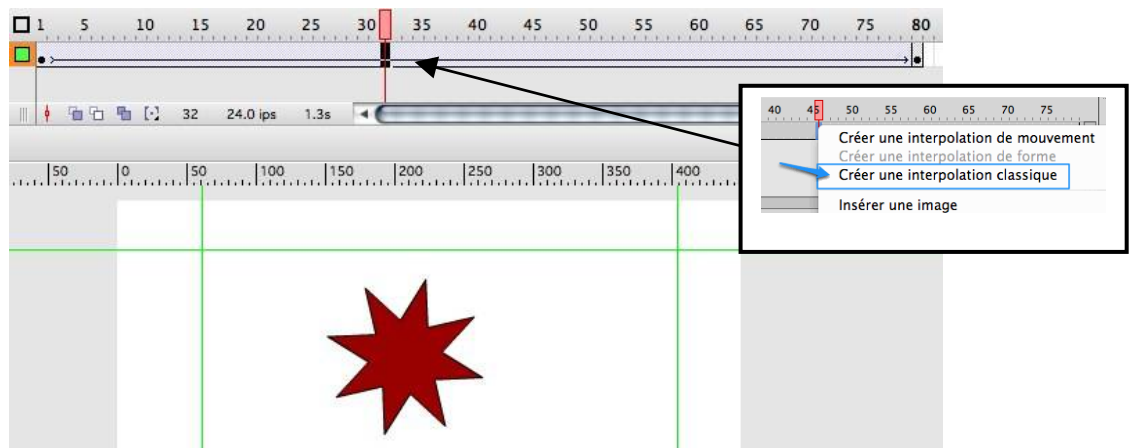 1 5 10 15 20 25 30 35 40 45 50 55 60 65 70 75 80
32 24.0 ips 1.3s
50 0 50 100 150 200 250 300 350 400
40 45 50 55 60 65 70 75
Créer une interpolation de mouvement
Créer une interpolation de forme
Créer une interpolation classique
Insérer une image